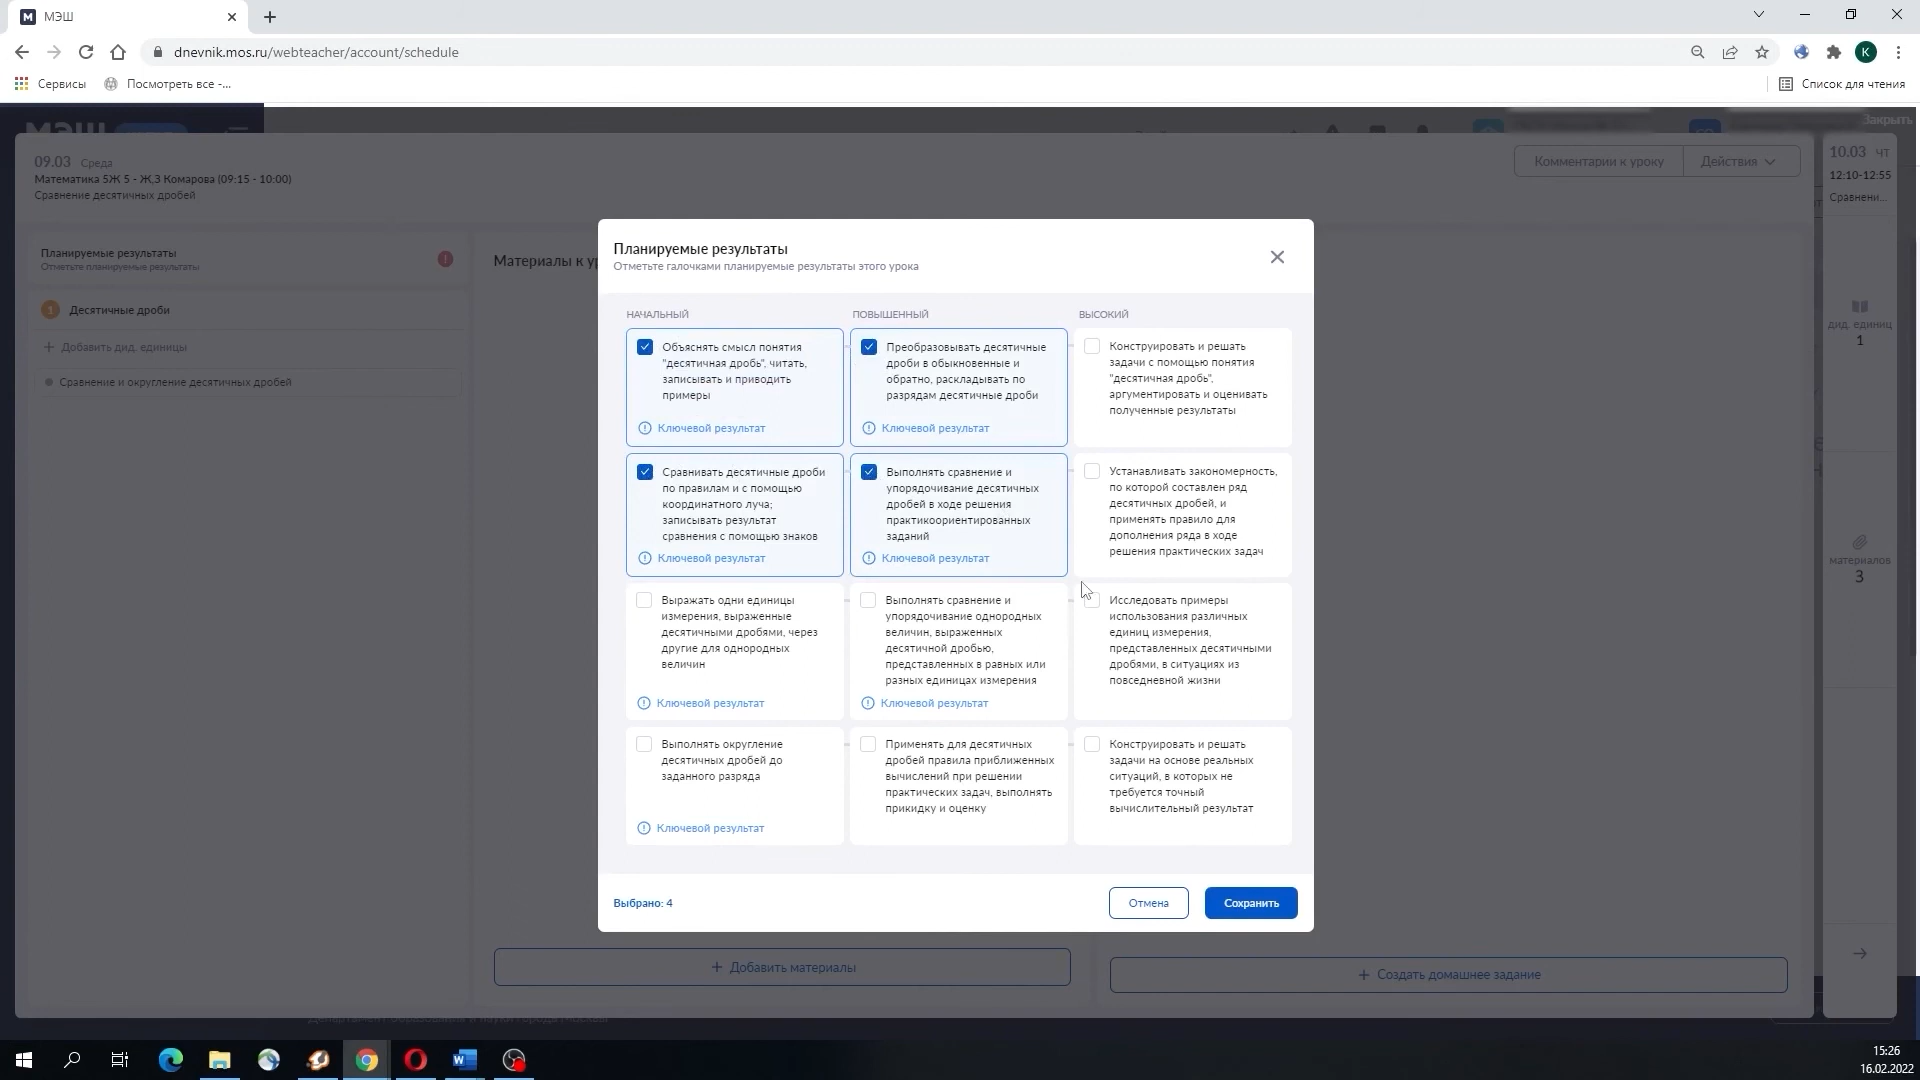 МЭШ
dnevnik.mos.ru/webteacher/account/schedule
K
Сервисы
Посмотреть все -...
Список для чтения
МЭШ
Закрыть
09.03 Среда
Математика 5Ж 5 - Ж,З Комарова (09:15 - 10:00)
Сравнение десятичных дробей
Комментарии к уроку
Действия
10.03 ЧТ
12:10-12:55
Сравнени...
Планируемые результаты
Отметьте планируемые результаты
1 Десятичные дроби
+ Добавить дид. единицы
Сравнение и округление десятичных дробей
Материалы к ур
дид. единиц
1
материалов
3
Планируемые результаты
Отметьте галочками планируемые результаты этого урока
НАЧАЛЬНЫЙ
ПОВЫШЕННЫЙ
ВЫСОКИЙ
Объяснять смысл понятия
"десятичная дробь", читать,
записывать и приводить
примеры
Ключевой результат
Преобразовывать десятичные
дроби в обыкновенные и
обратно, раскладывать по
разрядам десятичные дроби
Ключевой результат
Конструировать и решать
задачи с помощью понятия
"десятичная дробь",
аргументировать и оценивать
полученные результаты
Сравнивать десятичные дроби
по правилам и с помощью
координатного луча;
записывать результат
сравнения с помощью знаков
Ключевой результат
Выполнять сравнение и
упорядочивание десятичных
дробей в ходе решения
практикоориентированных
заданий
Ключевой результат
Устанавливать закономерность,
по которой составлен ряд
десятичных дробей, и
применять правило для
дополнения ряда в ходе
решения практических задач
Выражать одни единицы
измерения, выраженные
десятичными дробями, через
другие для однородных
величин
Ключевой результат
Выполнять сравнение и
упорядочивание однородных
величин, выраженных
десятичной дробью,
представленных в равных или
разных единицах измерения
Ключевой результат
Исследовать примеры
использования различных
единиц измерения,
представленных десятичными
дробями, в ситуациях из
повседневной жизни
Выполнять округление
десятичных дробей до
заданного разряда
Ключевой результат
Применять для десятичных
дробей правила приближенных
вычислений при решении
практических задач, выполнять
прикидку и оценку
Конструировать и решать
задачи на основе реальных
ситуаций, в которых не
требуется точный
вычислительный результат
Выбрано: 4
Отмена
Сохранить
+ Добавить материалы
+ Создать домашнее задание
15:26
16.02.2022